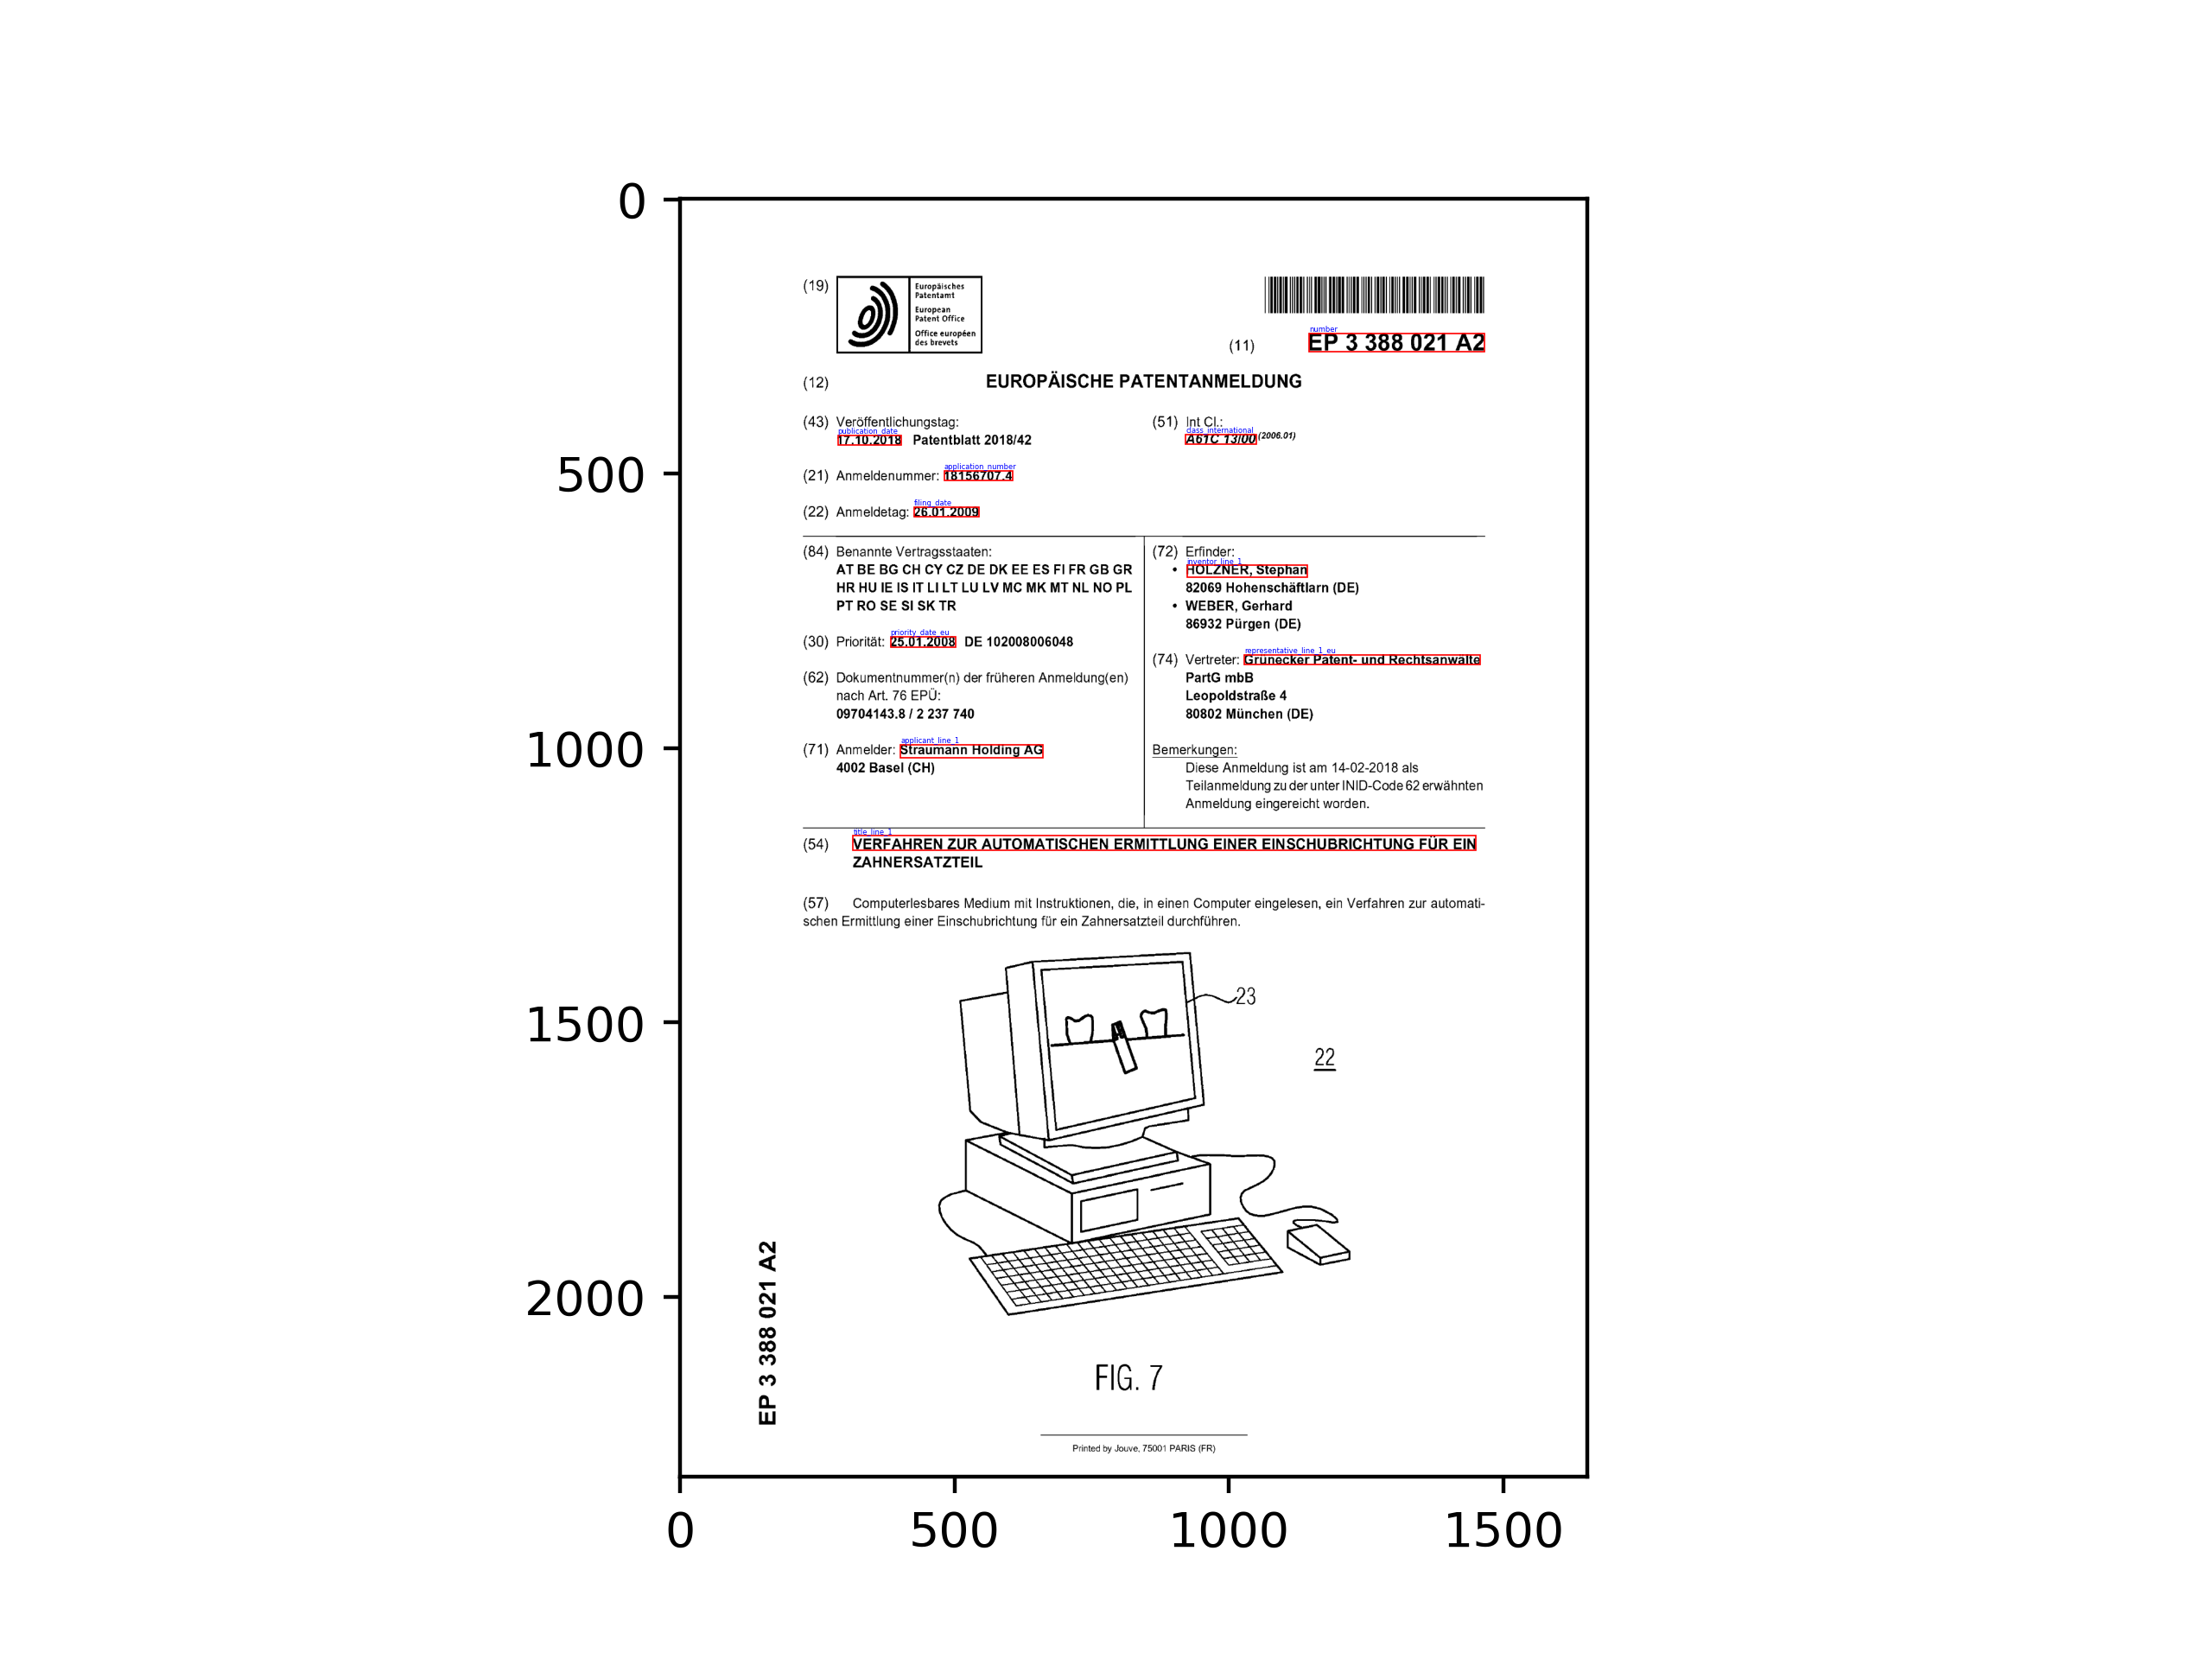 0
500
1000
1500
2000
0
500
1000
1500
(19)
Europäisches
Patentamt
European
Patent Office
Office européen
des brevets
number
(11)
EP 3 388 021 A2
(12)
EUROPÄISCHE PATENTANMELDUNG
(43) Veröffentlichungstag:
publication_date
17.10.2018 Patentblatt 2018/42
(51) Int Cl.:
class_international
A61C 13/00 (2006.01)
application_number
(21) Anmeldenummer: 18156707.4
filing_date
(22) Anmeldetag: 26.01.2009
(84) Benannte Vertragsstaaten:
AT BE BG CH CY CZ DE DK EE ES FI FR GB GR
HR HU IE IS IT LI LT LU LV MC MK MT NL NO PL
PT RO SE SI SK TR
priority_date_eu
(30) Priorität: 25.01.2008 DE 102008006048
(62) Dokumentnummer(n) der früheren Anmeldung(en)
nach Art. 76 EPÜ:
09704143.8 / 2 237 740
applicant_line_1
(71) Anmelder: Straumann Holding AG
4002 Basel (CH)
(72) Erfinder:
inventor_line_1
• HOLZNER, Stephan
82069 Hohenschäftlarn (DE)
• WEBER, Gerhard
86932 Pürgen (DE)
representative_line_1_eu
(74) Vertreter: Grünecker Patent- und Rechtsanwälte
PartG mbB
Leopoldstraße 4
80802 München (DE)
Bemerkungen:
Diese Anmeldung ist am 14-02-2018 als
Teilanmeldung zu der unter INID-Code 62 erwähnten
Anmeldung eingereicht worden.
title_line_1
(54) VERFAHREN ZUR AUTOMATISCHEN ERMITTLUNG EINER EINSCHUBRICHTUNG FÜR EIN
ZAHNERSATZTEIL
(57) Computerlesbares Medium mit Instruktionen, die, in einen Computer eingelesen, ein Verfahren zur automati-
schen Ermittlung einer Einschubrichtung für ein Zahnersatzteil durchführen.
23
22
FIG. 7
EP 3 388 021 A2
Printed by Jouve, 75001 PARIS (FR)